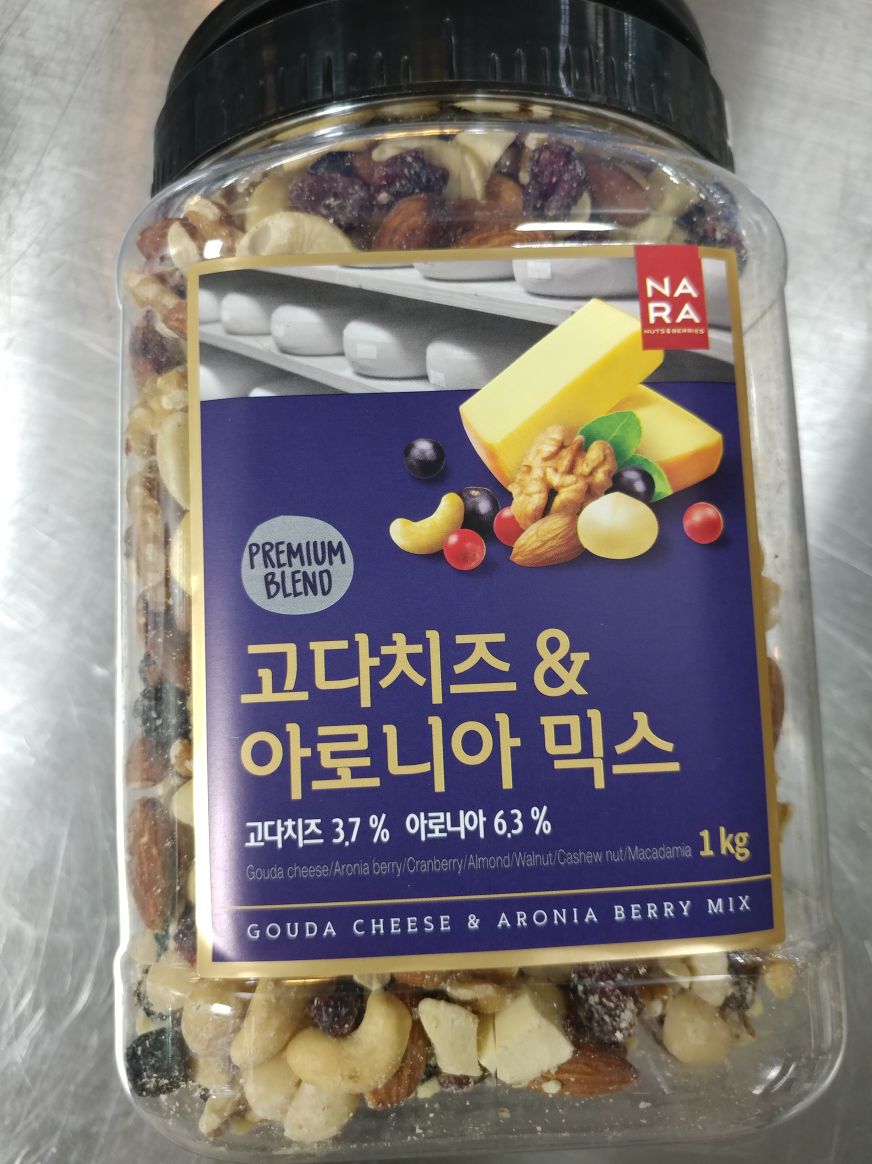 NA
RA
NUTS&BERRIES
PREMIUM
BLEND
고다치즈 &
아로니아 믹스
고다치즈 3.7 % 아로니아 6.3 %
Gouda cheese/Aronia berry/Cranberry/Almond/Walnut/Cashew nut/Macadamia 1 kg
GOUDA CHEESE & ARONIA BERRY MIX